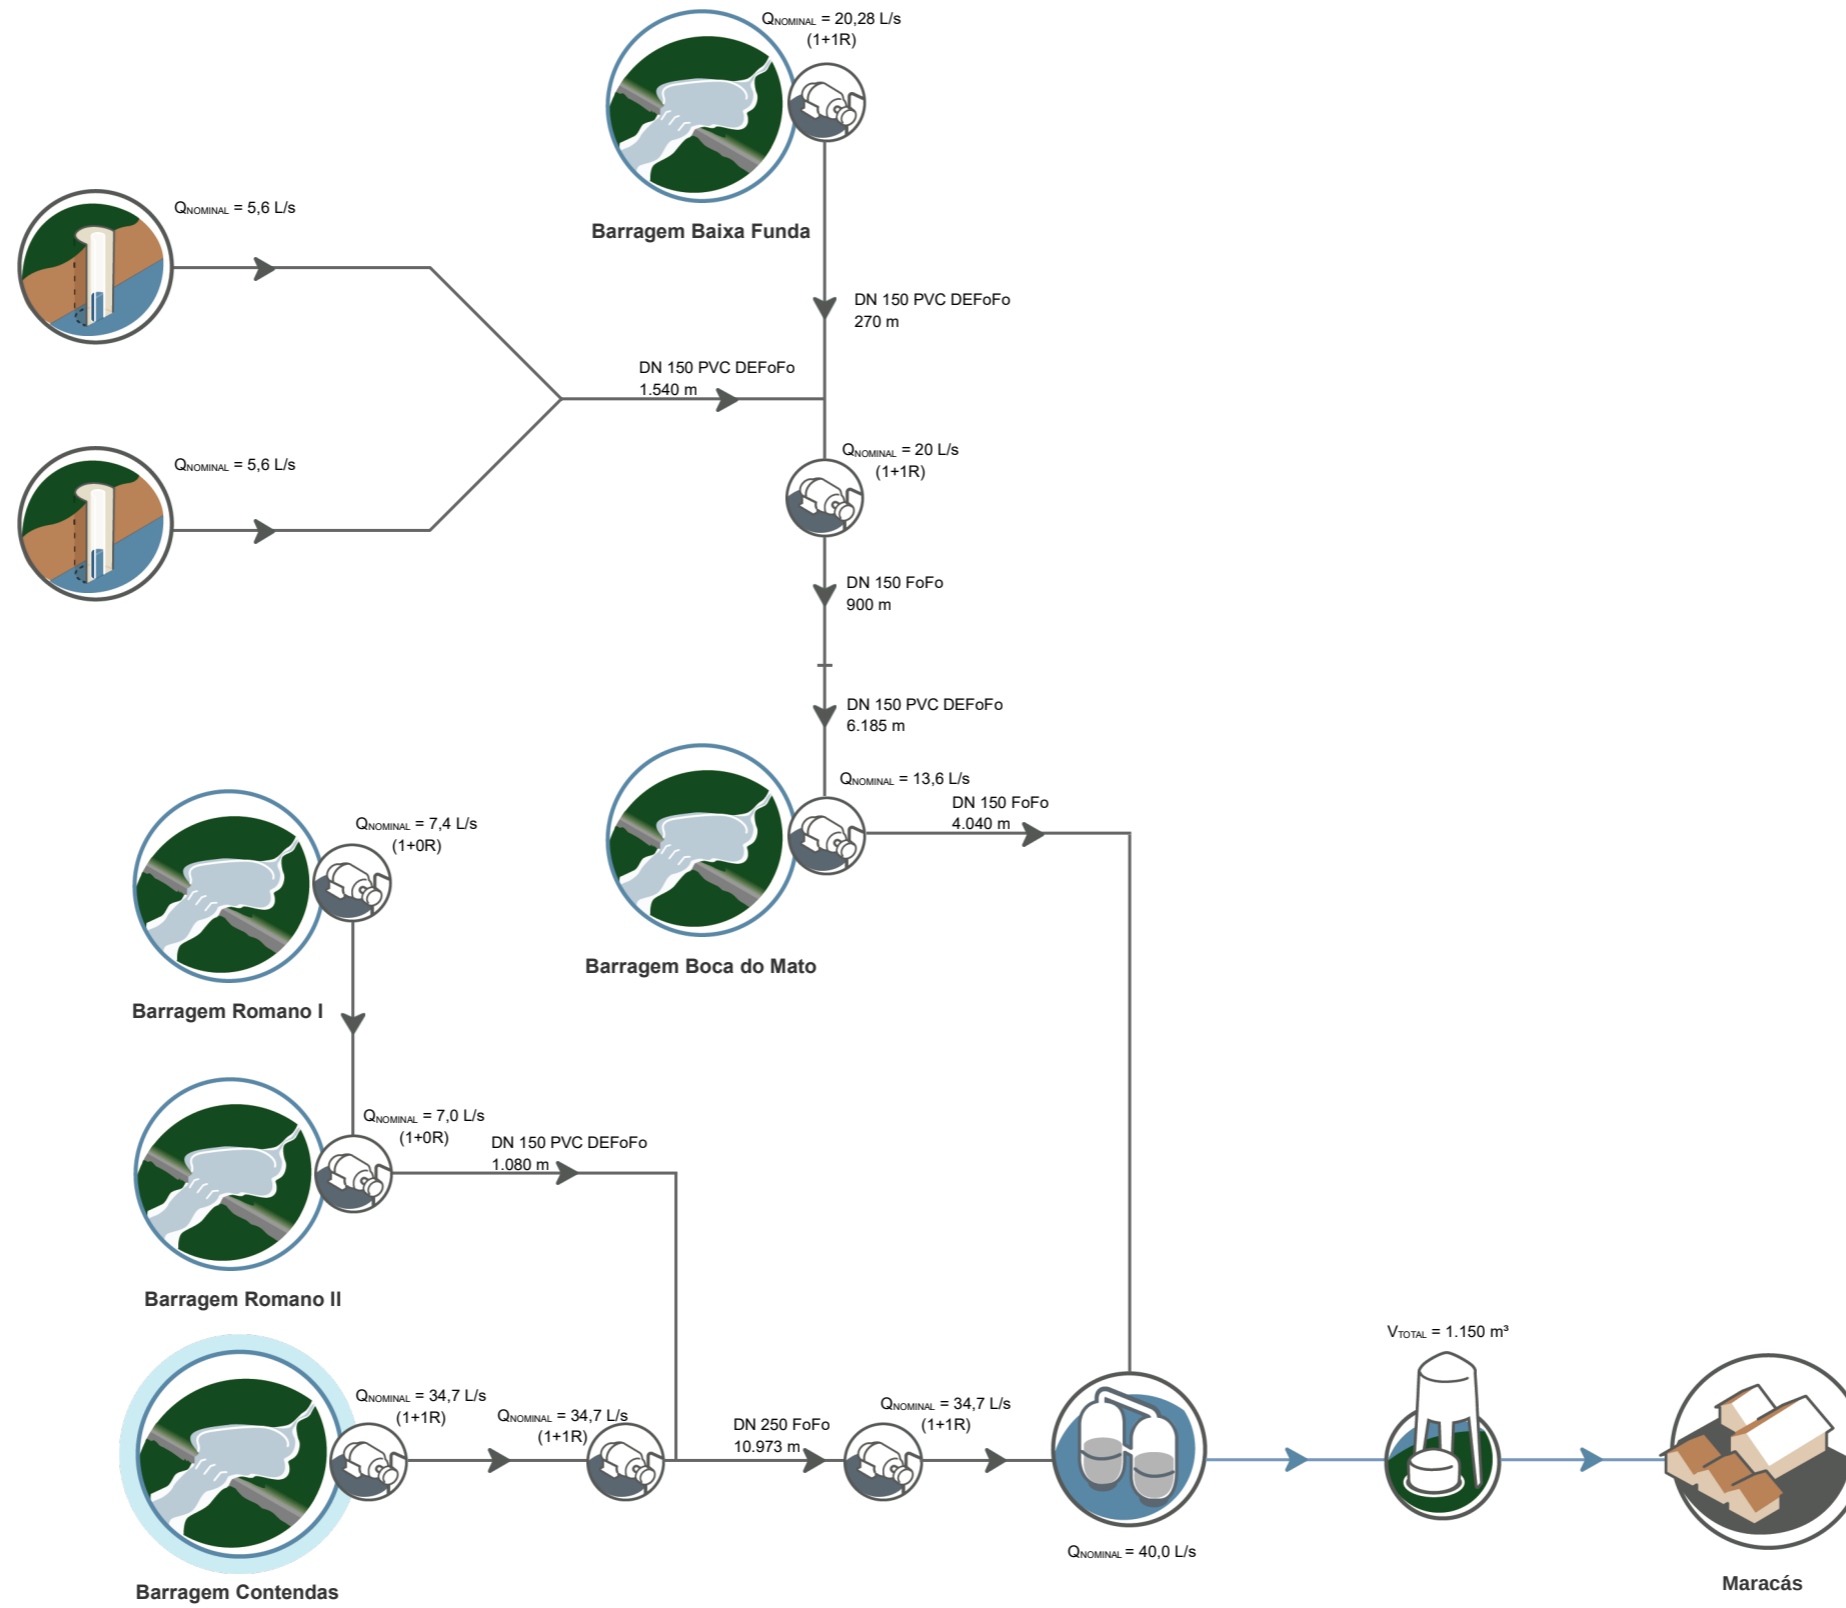 QNOMINAL = 20,28 L/s
(1+1R)
Barragem Baixa Funda
QNOMINAL = 5,6 L/s
DN 150 PVC DEFoFo
270 m
DN 150 PVC DEFoFo
1.540 m
QNOMINAL = 5,6 L/s
QNOMINAL = 20 L/s
(1+1R)
DN 150 FoFo
900 m
DN 150 PVC DEFoFo
6.185 m
QNOMINAL = 13,6 L/s
DN 150 FoFo
4.040 m
Barragem Boca do Mato
QNOMINAL = 7,4 L/s
(1+0R)
Barragem Romano I
QNOMINAL = 7,0 L/s
(1+0R)
DN 150 PVC DEFoFo
1.080 m
Barragem Romano II
QNOMINAL = 34,7 L/s
(1+1R)
QNOMINAL = 34,7 L/s
(1+1R)
DN 250 FoFo
10.973 m
QNOMINAL = 34,7 L/s
(1+1R)
Barragem Contendas
QNOMINAL = 40,0 L/s
VTOTAL = 1.150 m³
Maracás